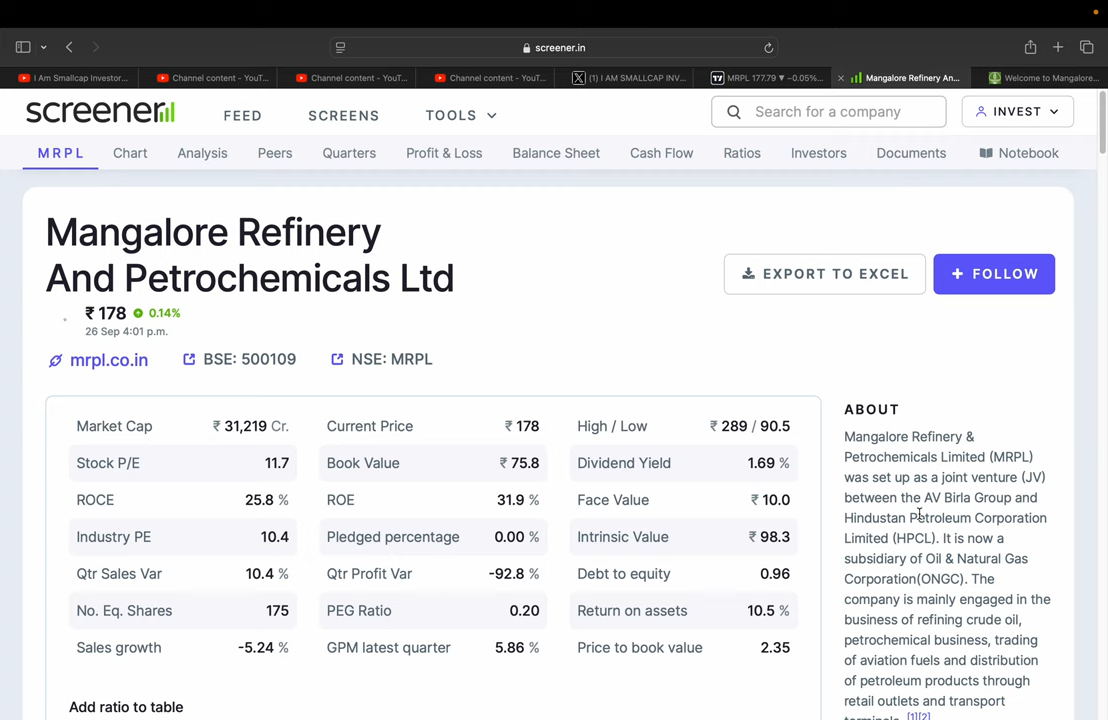 screener.in
I Am Smallcap Investor...
Channel content - YouT...
Channel content - YouT...
Channel content - YouT...
(1) I AM SMALLCAP INV...
MRPL 177.79 ▼ −0.05%...
Mangalore Refinery An...
Welcome to Mangalore...
screener
FEED
SCREENS
TOOLS
Search for a company
INVEST
MRPL
Chart
Analysis
Peers
Quarters
Profit & Loss
Balance Sheet
Cash Flow
Ratios
Investors
Documents
Notebook
Mangalore Refinery
And Petrochemicals Ltd
EXPORT TO EXCEL
+ FOLLOW
₹ 178 0.14%
26 Sep 4:01 p.m.
mrpl.co.in
BSE: 500109
NSE: MRPL
Market Cap ₹ 31,219 Cr.
Current Price ₹ 178
High / Low ₹ 289 / 90.5
Stock P/E 11.7
Book Value ₹ 75.8
Dividend Yield 1.69 %
ROCE 25.8 %
ROE 31.9 %
Face Value ₹ 10.0
Industry PE 10.4
Pledged percentage 0.00 %
Intrinsic Value ₹ 98.3
Qtr Sales Var 10.4 %
Qtr Profit Var -92.8 %
Debt to equity 0.96
No. Eq. Shares 175
PEG Ratio 0.20
Return on assets 10.5 %
Sales growth -5.24 %
GPM latest quarter 5.86 %
Price to book value 2.35
Add ratio to table
ABOUT
Mangalore Refinery &
Petrochemicals Limited (MRPL)
was set up as a joint venture (JV)
between the AV Birla Group and
Hindustan Petroleum Corporation
Limited (HPCL). It is now a
subsidiary of Oil & Natural Gas
Corporation(ONGC). The
company is mainly engaged in the
business of refining crude oil,
petrochemical business, trading
of aviation fuels and distribution
of petroleum products through
retail outlets and transport
terminals. [1][2]